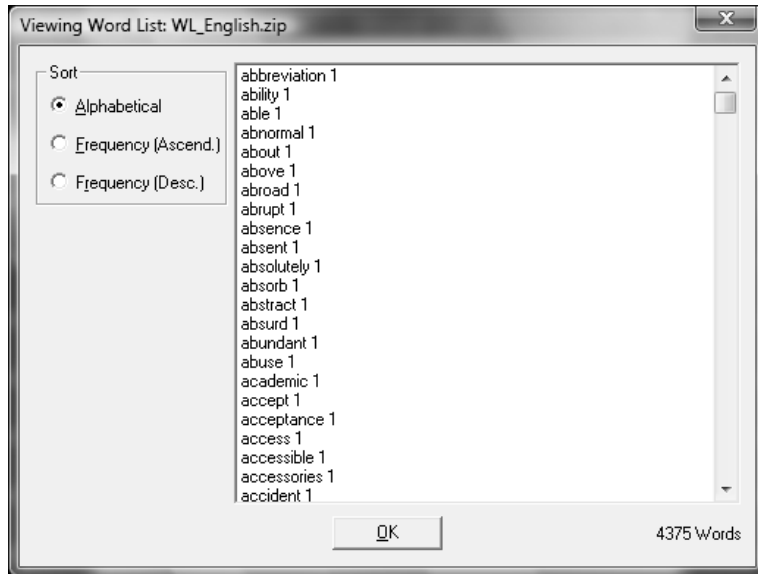 Viewing Word List: WL_English.zip
X
Sort
Alphabetical
Frequency (Ascend.)
Frequency (Desc.)
abbreviation 1
ability 1
able 1
abnormal 1
about 1
above 1
abroad 1
abrupt 1
absence 1
absent 1
absolutely 1
absorb 1
abstract 1
absurd 1
abundant 1
abuse 1
academic 1
accept 1
acceptance 1
access 1
accessible 1
accessories 1
accident 1
OK
4375 Words